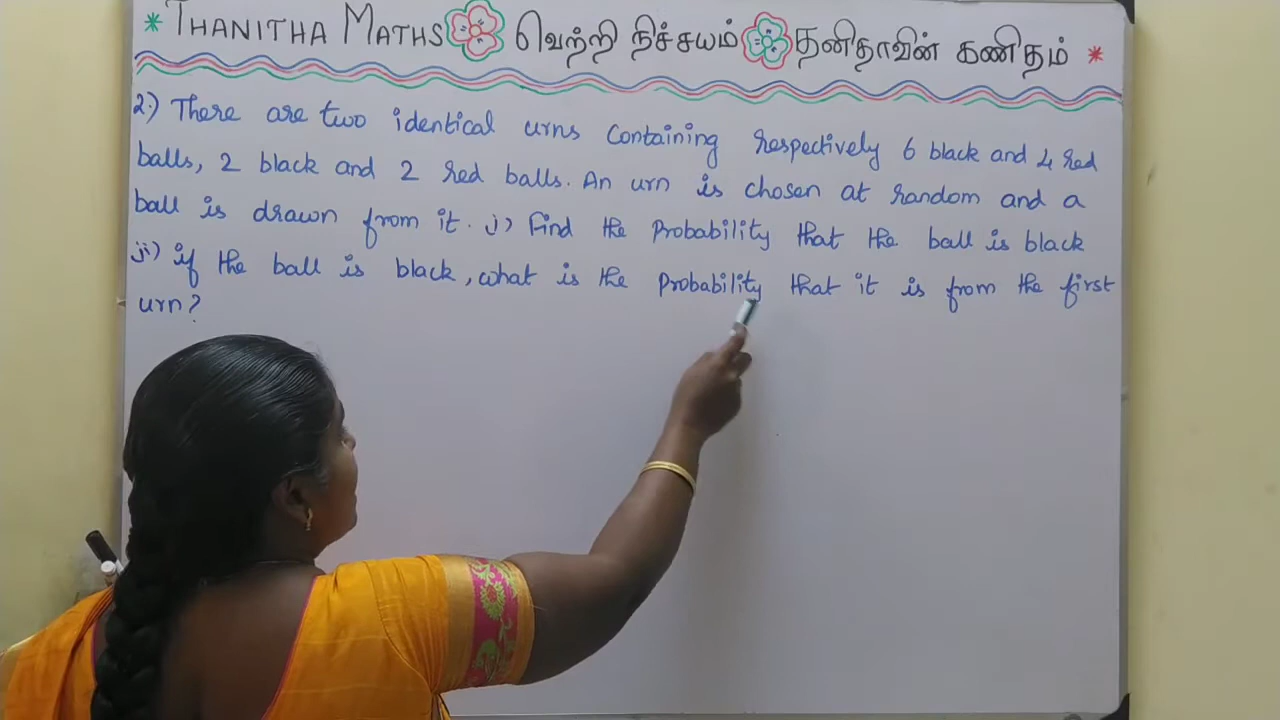 * THANITHA MATHS வெற்றி நிச்சயம் தனிதாவின் கணிதம் *
2.) There are two identical urns containing respectively 6 black and 4 red
balls, 2 black and 2 red balls. An urn is chosen at random and a
ball is drawn from it. i) Find the Probability that the ball is black
ii) if the ball is black, what is the Probability that it is from the first
urn?